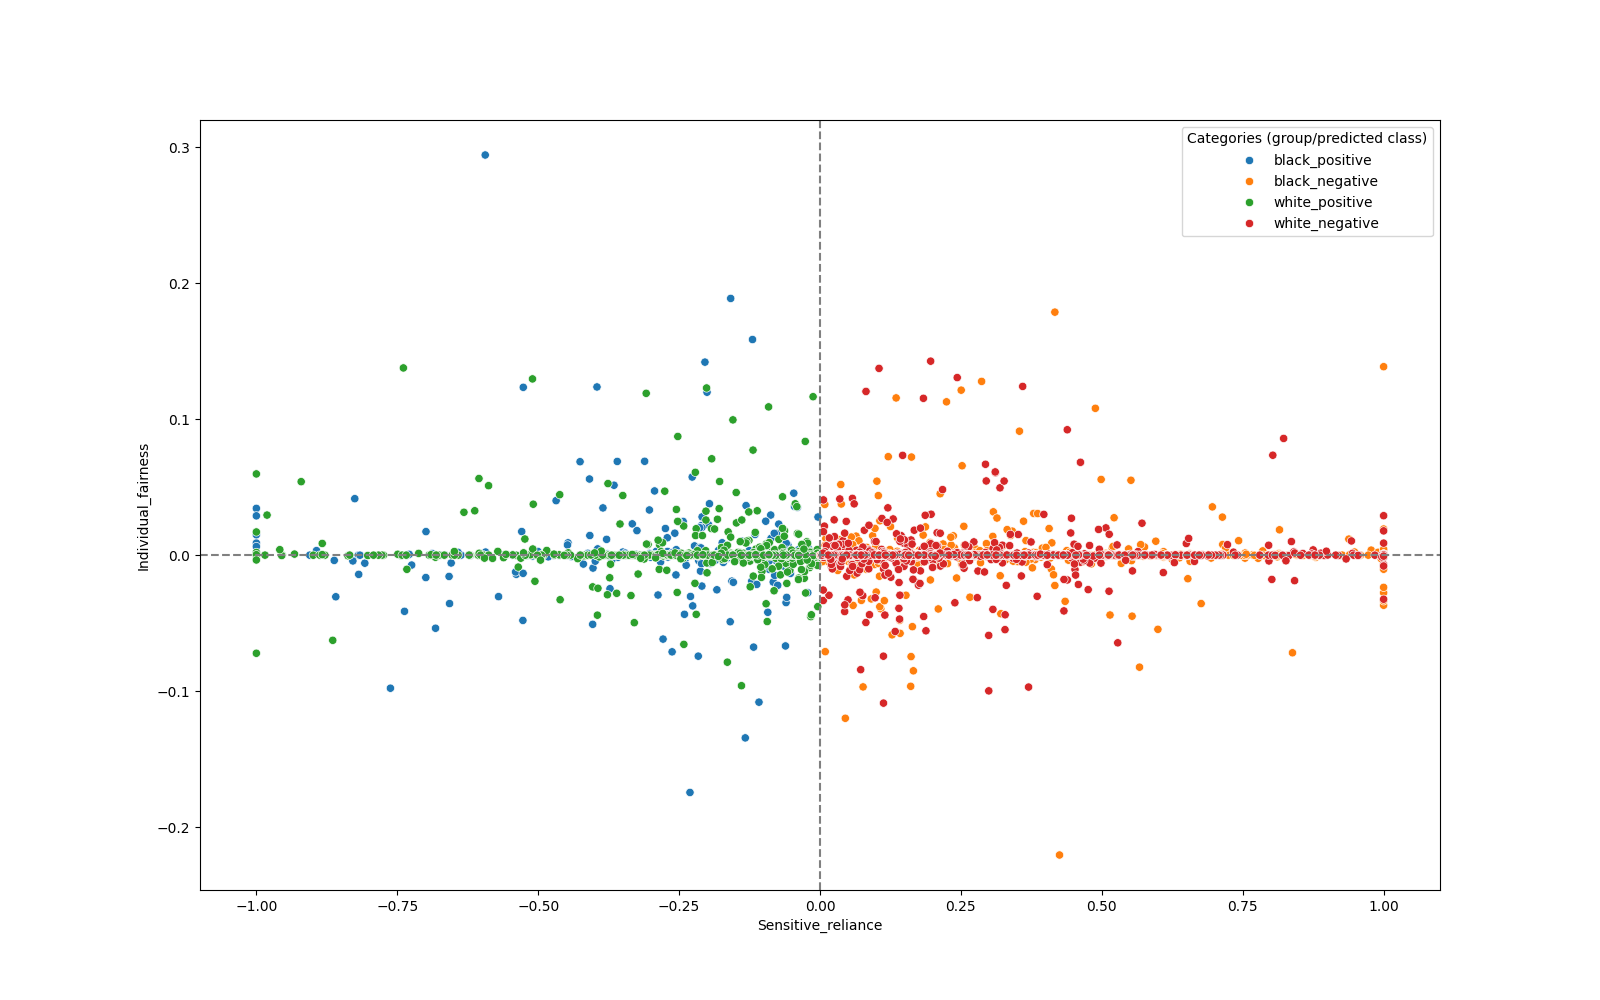 Categories (group/predicted class)
black_positive
black_negative
white_positive
white_negative
0.3
0.2
0.1
0.0
−0.1
−0.2
Individual_fairness
−1.00
−0.75
−0.50
−0.25
0.00
0.25
0.50
0.75
1.00
Sensitive_reliance